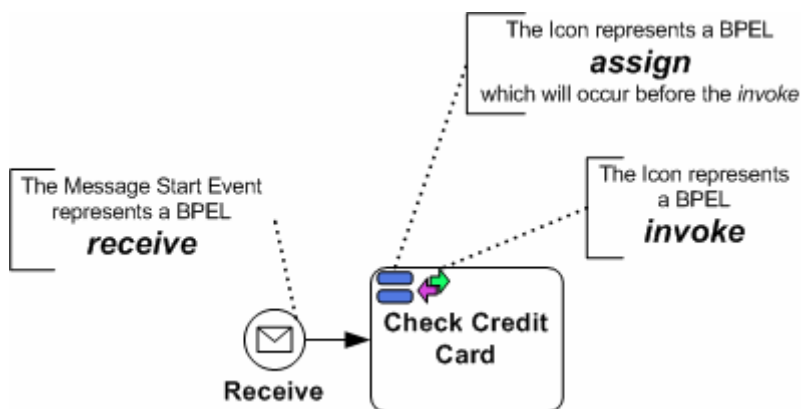 The Icon represents a BPEL
assign
which will occur before the invoke
The Message Start Event
represents a BPEL
receive
The Icon represents
a BPEL
invoke
Check Credit
Card
Receive